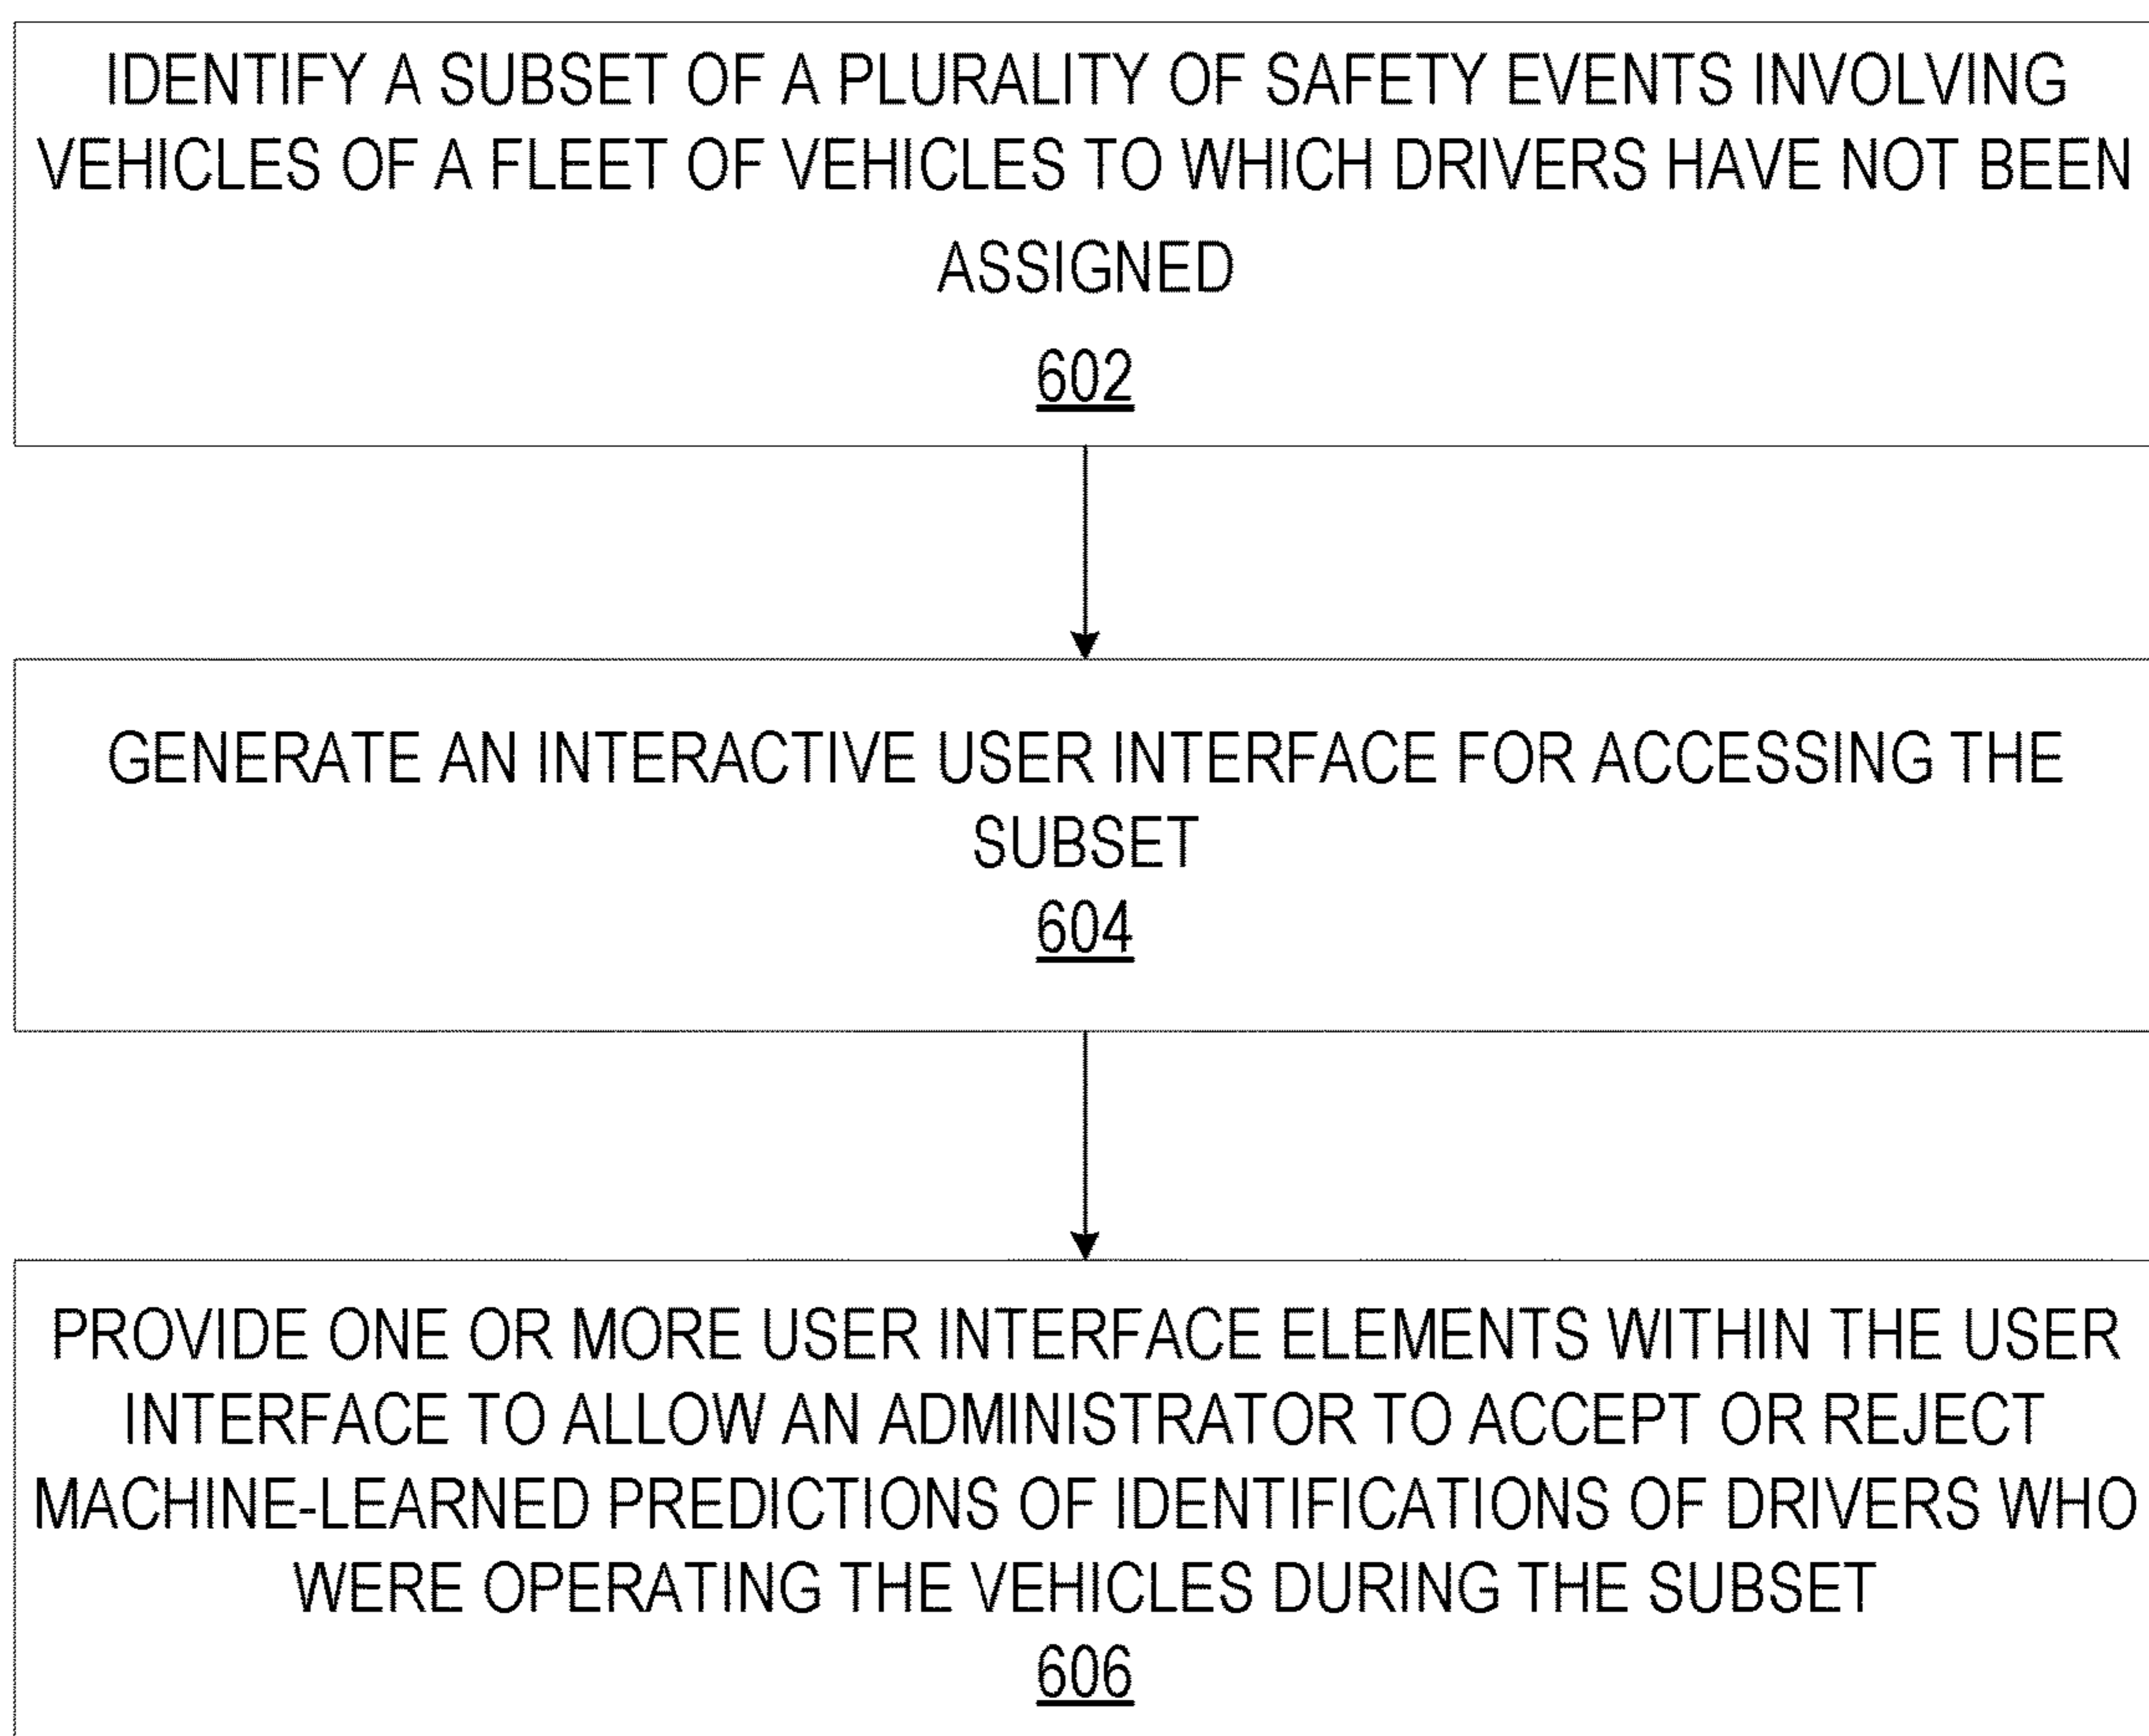 IDENTIFY A SUBSET OF A PLURALITY OF SAFETY EVENTS INVOLVING
VEHICLES OF A FLEET OF VEHICLES TO WHICH DRIVERS HAVE NOT BEEN
ASSIGNED
602
GENERATE AN INTERACTIVE USER INTERFACE FOR ACCESSING THE
SUBSET
604
PROVIDE ONE OR MORE USER INTERFACE ELEMENTS WITHIN THE USER
INTERFACE TO ALLOW AN ADMINISTRATOR TO ACCEPT OR REJECT
MACHINE-LEARNED PREDICTIONS OF IDENTIFICATIONS OF DRIVERS WHO
WERE OPERATING THE VEHICLES DURING THE SUBSET
606